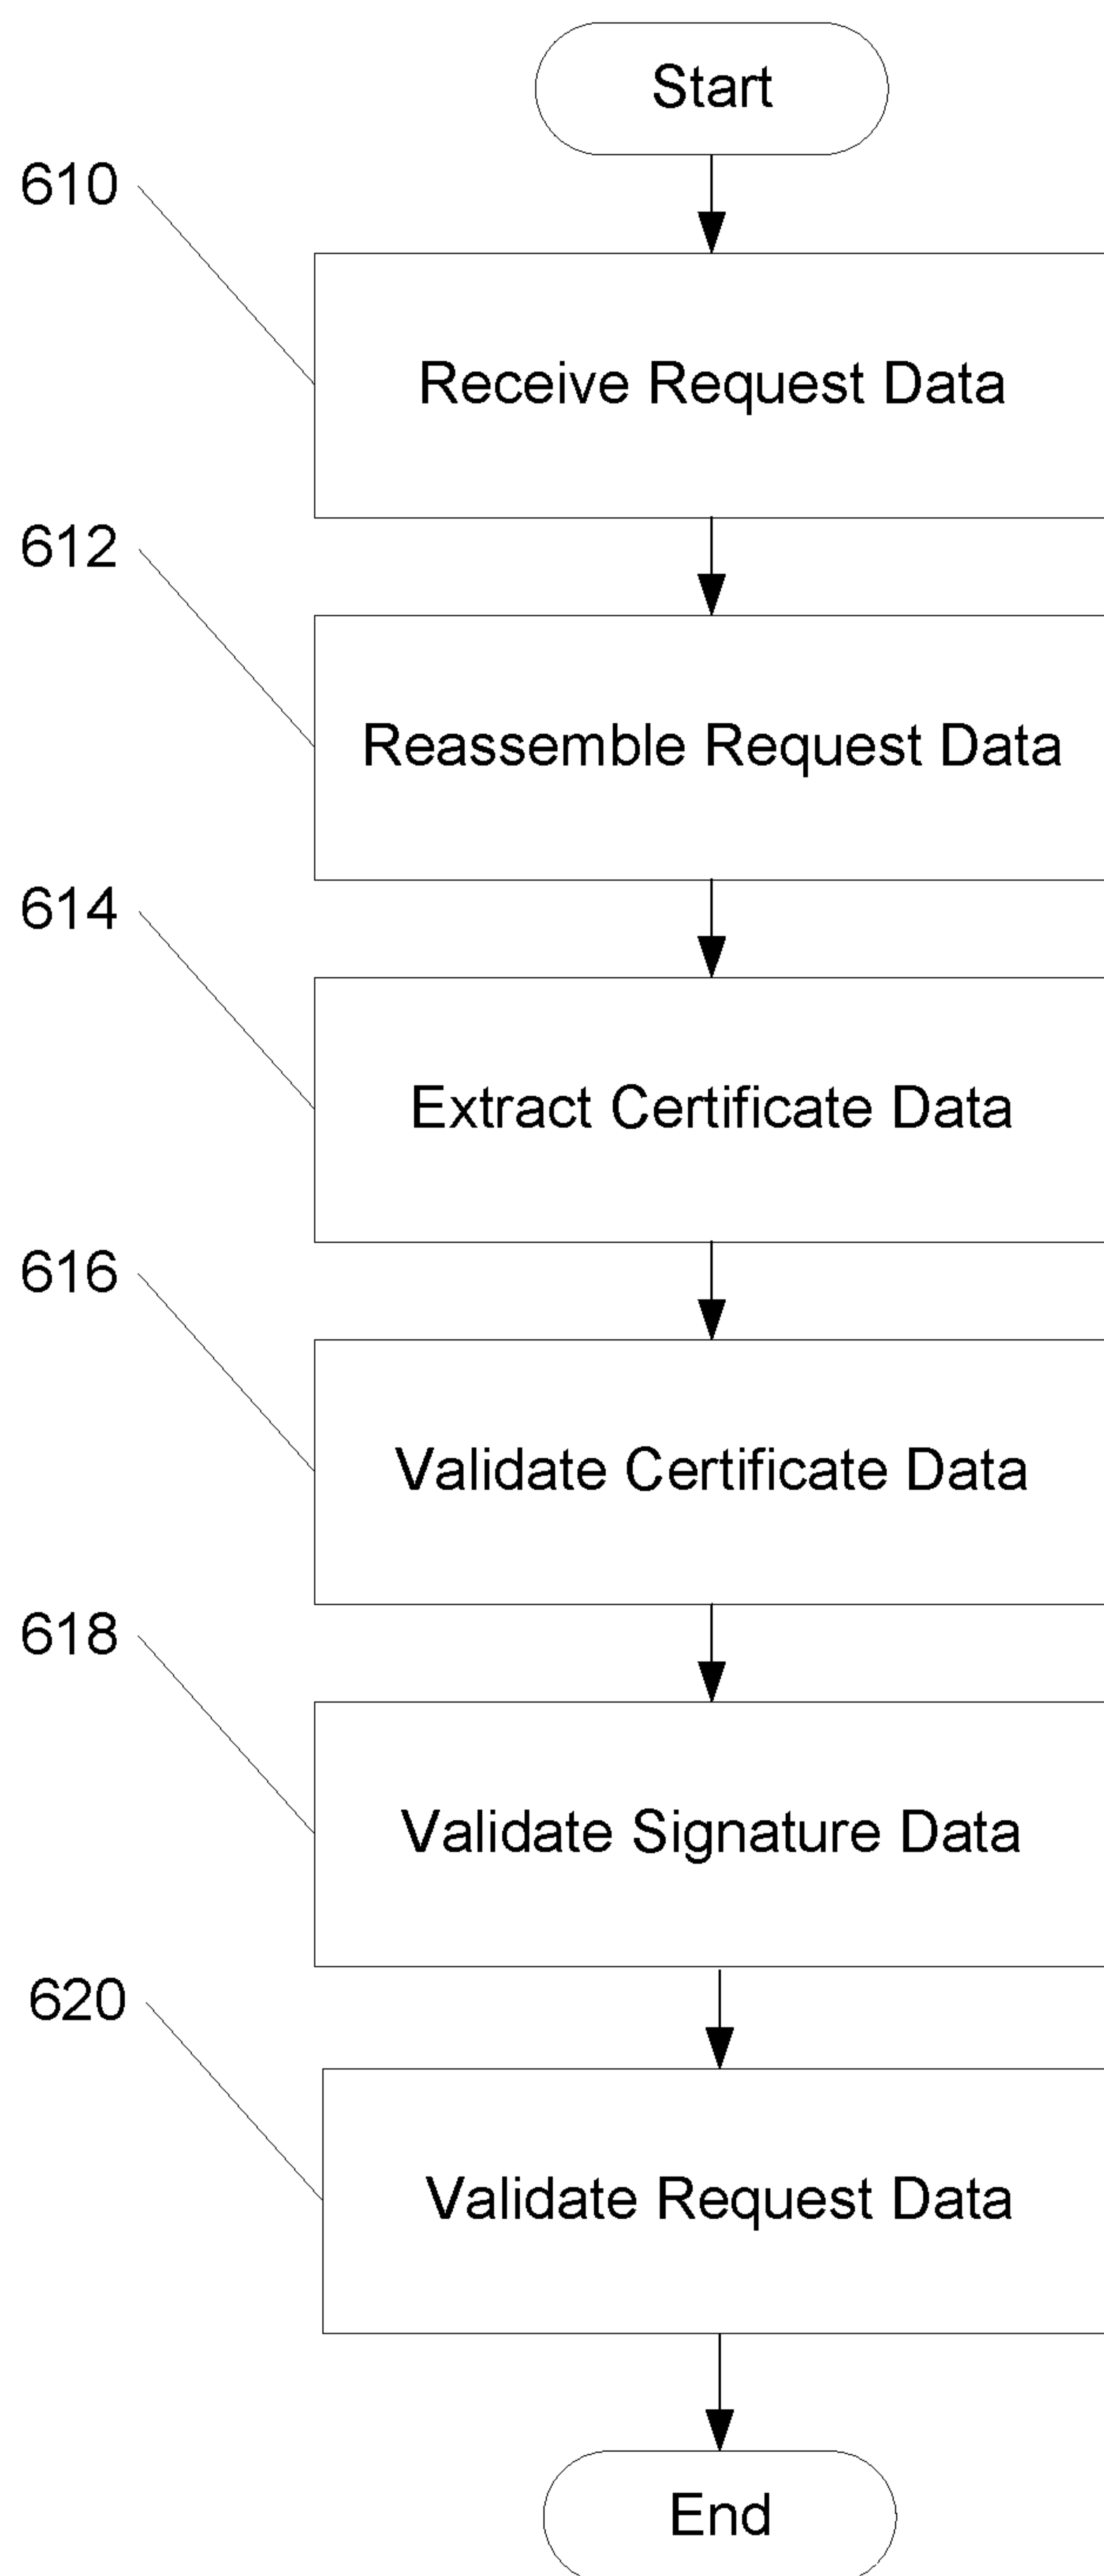 Start
610
Receive Request Data
612
Reassemble Request Data
614
Extract Certificate Data
616
Validate Certificate Data
618
Validate Signature Data
620
Validate Request Data
End